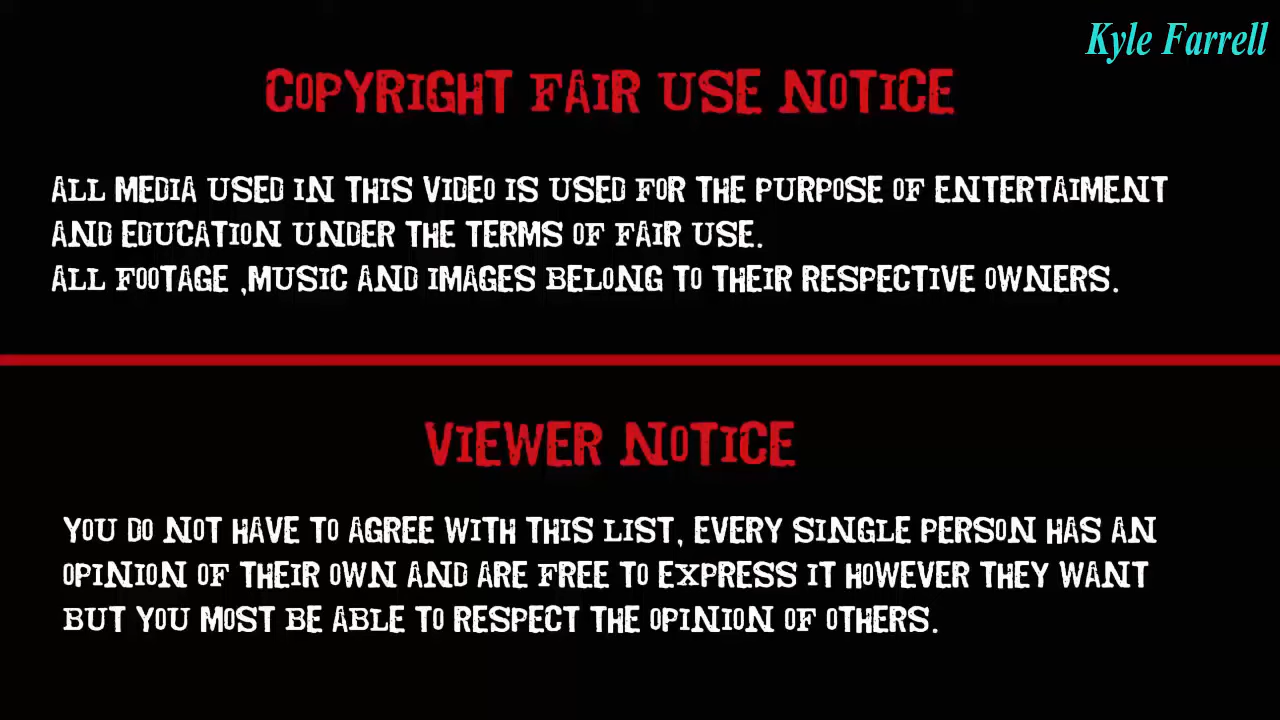 Kyle Farrell
COPYRIGHT FAIR USE NOTICE
ALL MEDIA USED IN THIS VIDEO IS USED FOR THE PURPOSE OF ENTERTAIMENT
AND EDUCATION UNDER THE TERMS OF FAIR USE.
ALL FOOTAGE ,MUSIC AND IMAGES BELONG TO THEIR RESPECTIVE OWNERS.
VIEWER NOTICE
YOU DO NOT HAVE TO AGREE WITH THIS LIST, EVERY SINGLE PERSON HAS AN
OPINION OF THEIR OWN AND ARE FREE TO EXPRESS IT HOWEVER THEY WANT
BUT YOU MOST BE ABLE TO RESPECT THE OPINION OF OTHERS.